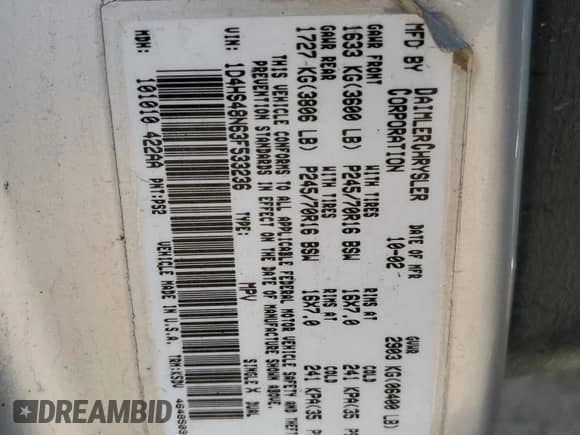 MFD BY DAIMLERCHRYSLER CORPORATION
DATE OF MFR 10-02
GVWR 2903 KG(06400 LB)
GAWR FRONT WITH TIRES RIMS AT COLD
1633 KG(3600 LB) P245/70R16 BSW 16X7.0 241 KPA(35
GAWR REAR WITH TIRES RIMS AT COLD
1727 KG(3806 LB) P245/70R16 BSW 16X7.0 241 KPA(35
THIS VEHICLE CONFORMS TO ALL APPLICABLE FEDERAL MOTOR VEHICLE SAFETY AND THEFT
PREVENTION STANDARDS IN EFFECT ON THE DATE OF MANUFACTURE SHOWN ABOVE.
VIN: 1D4HS48N63F533236 TYPE: MPV SINGLE X DUAL
MDH: 101010 422AA PNT:PS2 VEHICLE MADE IN U.S.A.
AUTOBIDMASTER